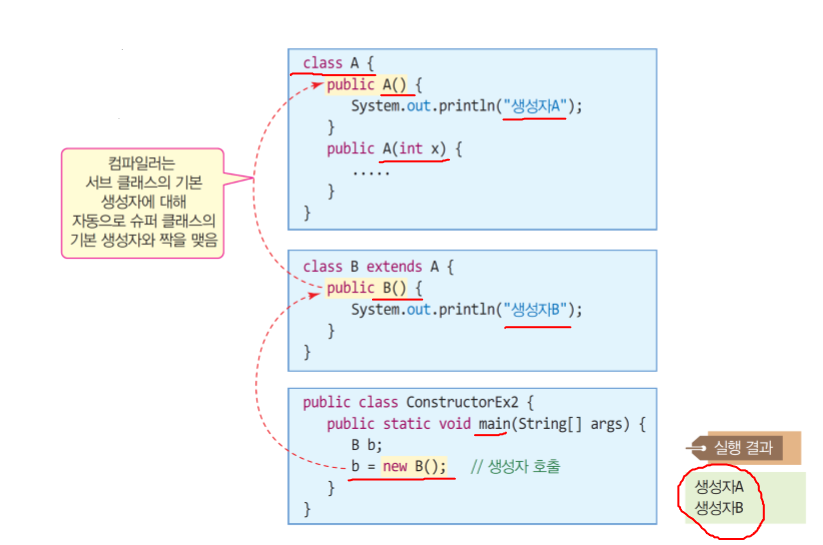 class A {
public A() {
System.out.println("생성자A");
}
public A(int x) {
.....
}
}
컴파일러는
서브 클래스의 기본
생성자에 대해
자동으로 슈퍼 클래스의
기본 생성자와 짝을 맺음
class B extends A {
public B() {
System.out.println("생성자B");
}
}
public class ConstructorEx2 {
public static void main(String[] args) {
B b;
b = new B(); // 생성자 호출
}
}
실행 결과
생성자A
생성자B